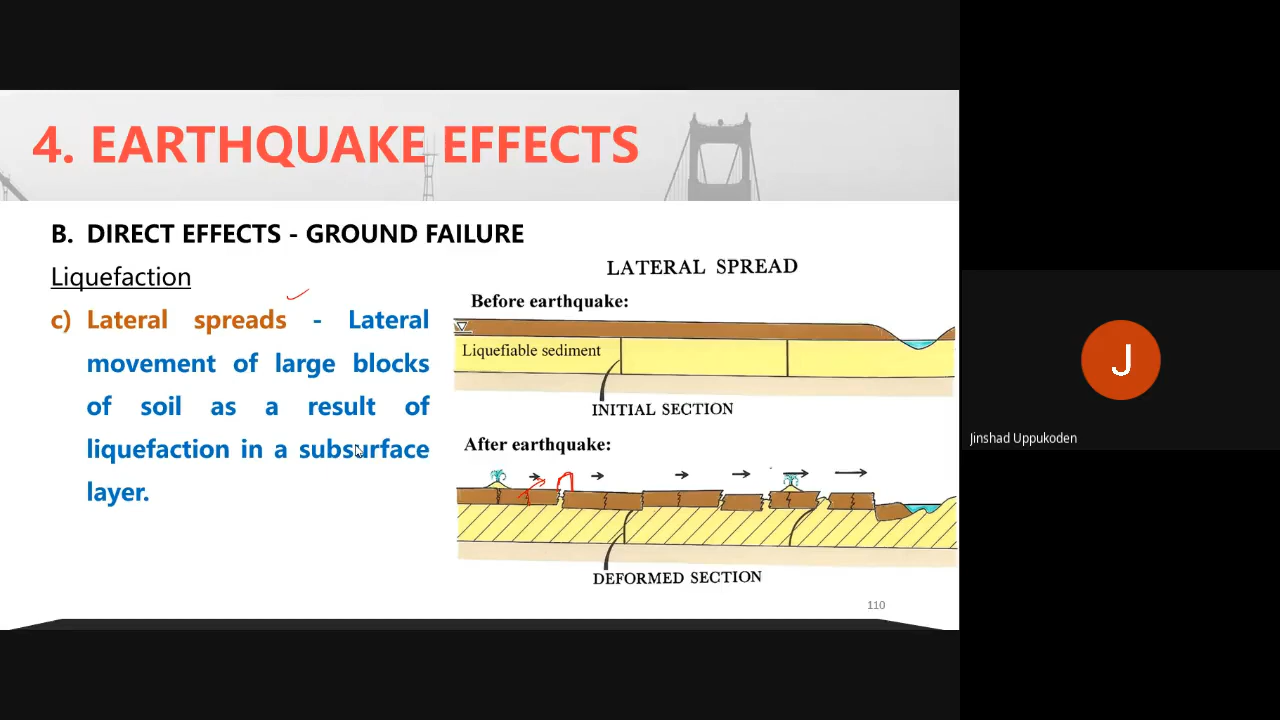 4. EARTHQUAKE EFFECTS
B. DIRECT EFFECTS - GROUND FAILURE
Liquefaction
c) Lateral spreads - Lateral
movement of large blocks
of soil as a result of
liquefaction in a subsurface
layer.
LATERAL SPREAD
Before earthquake:
Liquefiable sediment
INITIAL SECTION
After earthquake:
DEFORMED SECTION
110
J
Jinshad Uppukoden